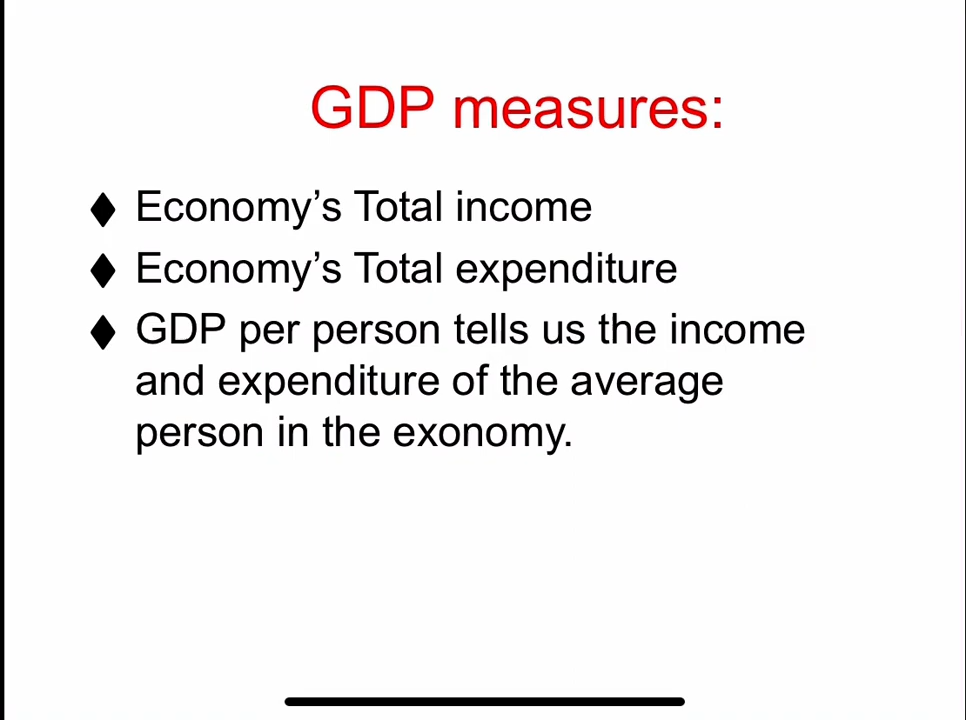 GDP measures:
Economy’s Total income
Economy’s Total expenditure
GDP per person tells us the income
and expenditure of the average
person in the exonomy.